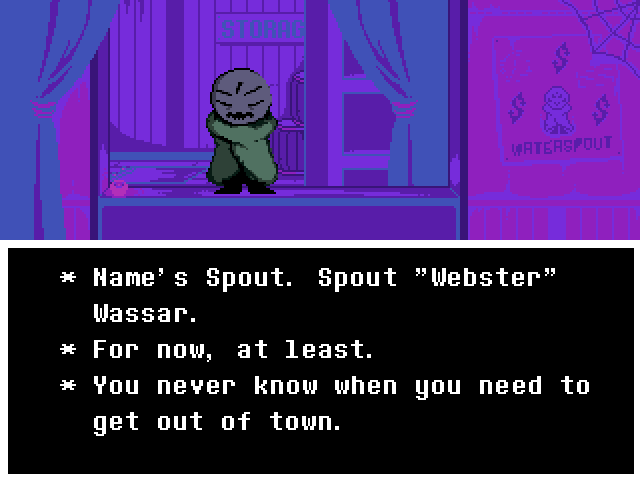 STORAG
$
$
$
WATERSPOUT
* Name's Spout. Spout "Webster"
Wassar.
* For now, at least.
* You never know when you need to
get out of town.